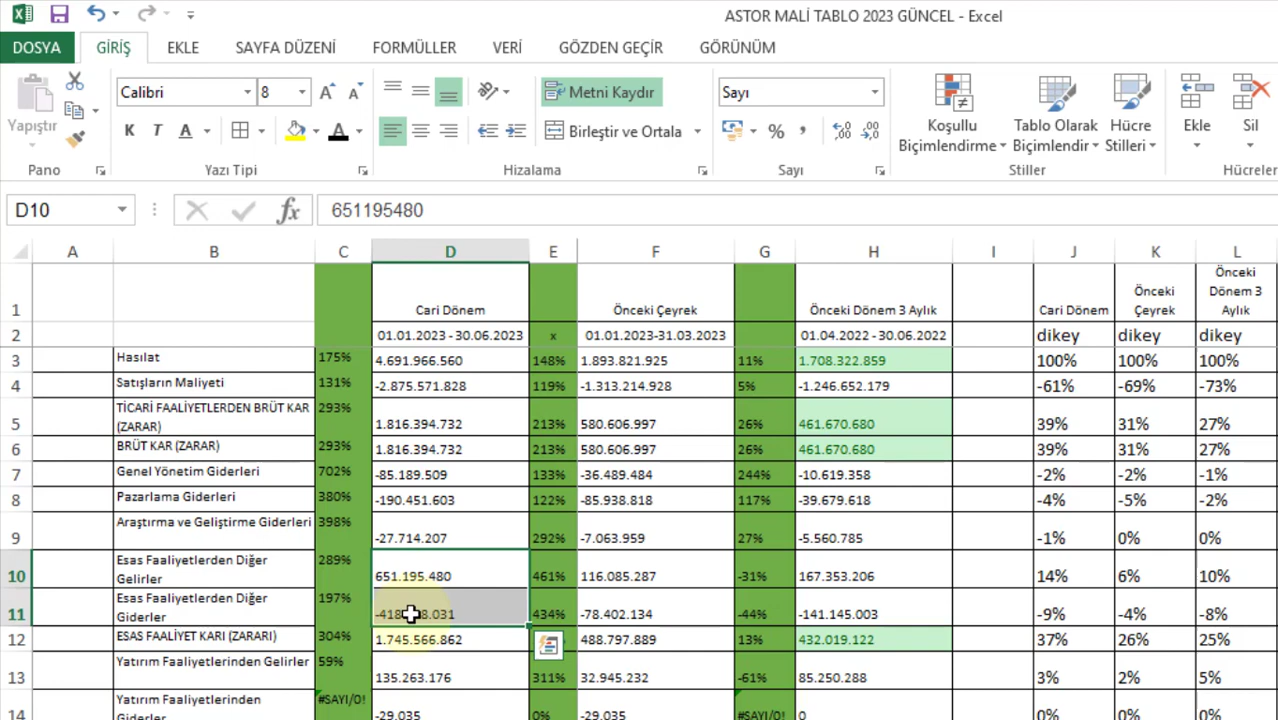 ASTOR MALİ TABLO 2023 GÜNCEL - Excel
DOSYA GİRİŞ EKLE SAYFA DÜZENİ FORMÜLLER VERİ GÖZDEN GEÇİR GÖRÜNÜM
Calibri 8 Metni Kaydır Sayı
Yapıştır K T A Birleştir ve Ortala % Koşullu Biçimlendirme Tablo Olarak Biçimlendir Hücre Stilleri Ekle Sil
Pano Yazı Tipi Hizalama Sayı Stiller Hücreler
D10 fx 651195480
A B C D E F G H I J K L
1 Cari Dönem Önceki Çeyrek Önceki Dönem 3 Aylık Cari Dönem Önceki Çeyrek Önceki Dönem 3 Aylık
2 01.01.2023 - 30.06.2023 x 01.01.2023-31.03.2023 01.04.2022 - 30.06.2022 dikey dikey dikey
3 Hasılat 175% 4.691.966.560 148% 1.893.821.925 11% 1.708.322.859 100% 100% 100%
4 Satışların Maliyeti 131% -2.875.571.828 119% -1.313.214.928 5% -1.246.652.179 -61% -69% -73%
5 TİCARİ FAALİYETLERDEN BRÜT KAR (ZARAR) 293% 1.816.394.732 213% 580.606.997 26% 461.670.680 39% 31% 27%
6 BRÜT KAR (ZARAR) 293% 1.816.394.732 213% 580.606.997 26% 461.670.680 39% 31% 27%
7 Genel Yönetim Giderleri 702% -85.189.509 133% -36.489.484 244% -10.619.358 -2% -2% -1%
8 Pazarlama Giderleri 380% -190.451.603 122% -85.938.818 117% -39.679.618 -4% -5% -2%
9 Araştırma ve Geliştirme Giderleri 398% -27.714.207 292% -7.063.959 27% -5.560.785 -1% 0% 0%
10 Esas Faaliyetlerden Diğer Gelirler 289% 651.195.480 461% 116.085.287 -31% 167.353.206 14% 6% 10%
11 Esas Faaliyetlerden Diğer Giderler 197% 434% -78.402.134 -44% -141.145.003 -9% -4% -8%
12 ESAS FAALİYET KARI (ZARARI) 304% 1.745.566.862 488.797.889 13% 432.019.122 37% 26% 25%
13 Yatırım Faaliyetlerinden Gelirler 59% 135.263.176 311% 32.945.232 -61% 85.250.288 3% 2% 5%
14 Yatırım Faaliyetlerinden Giderler #SAYI/0! -29.035 0% -29.035 #SAYI/0! 0 0% 0% 0%